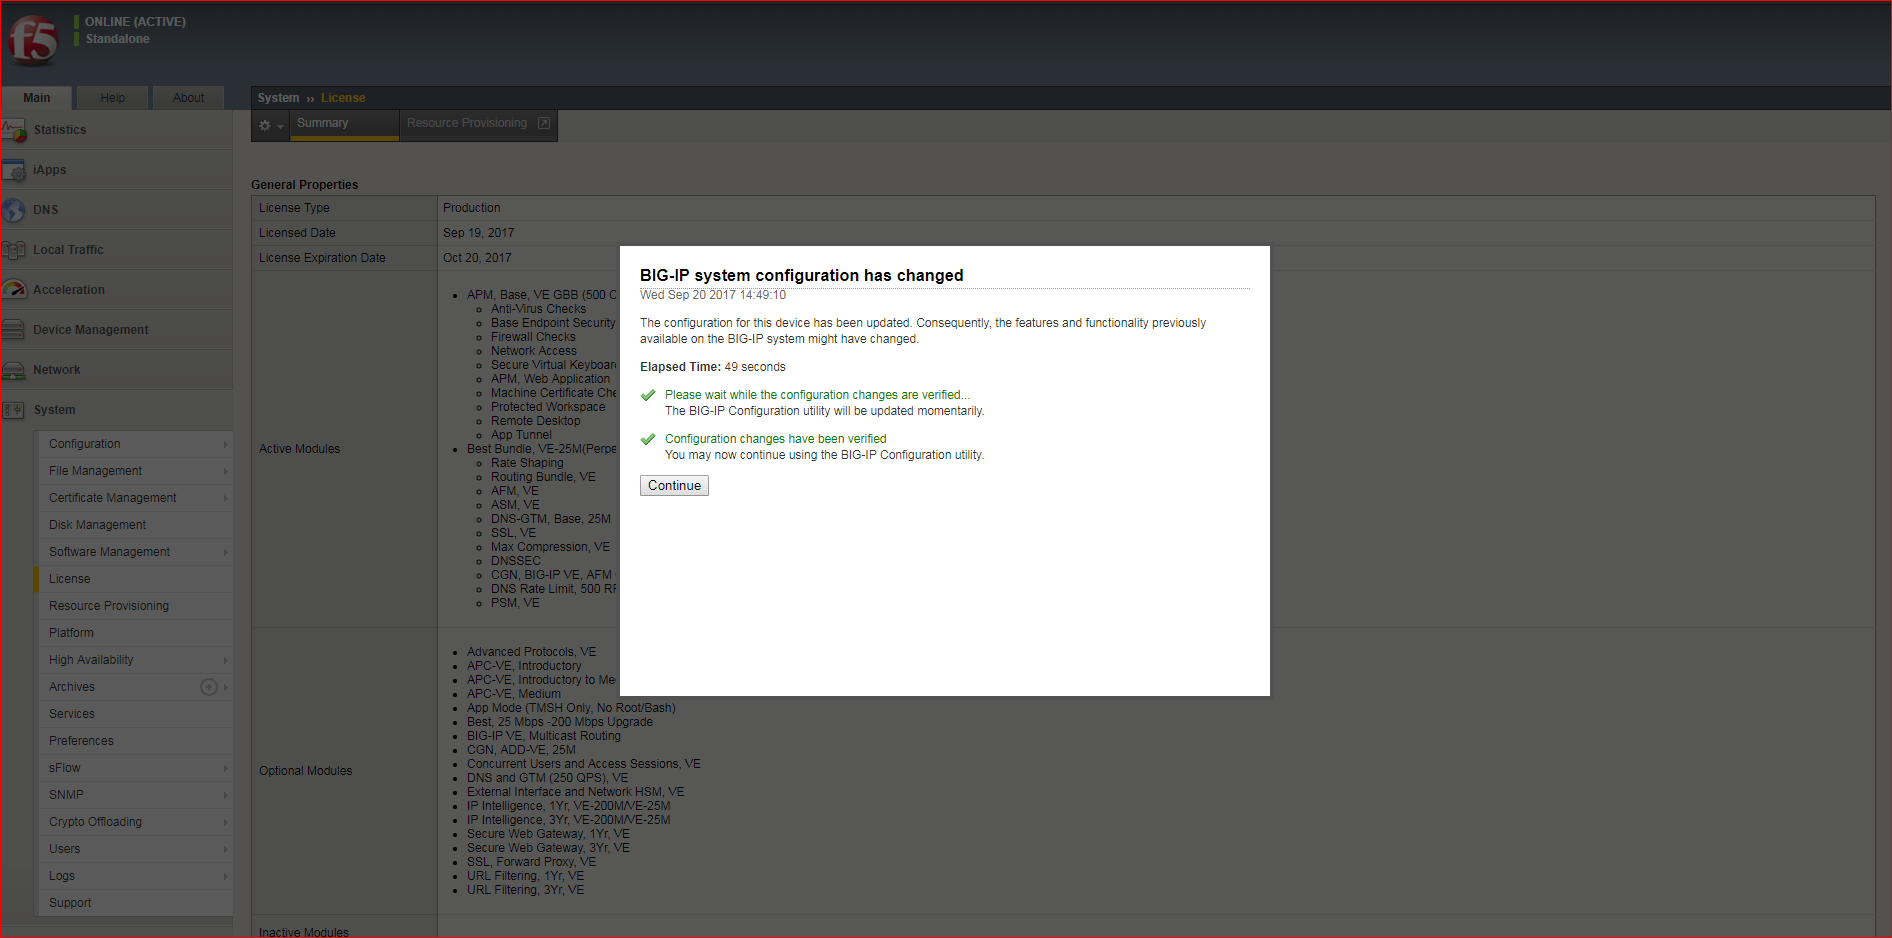 f5
ONLINE (ACTIVE)
Standalone
Main
Help
About
Statistics
iApps
DNS
Local Traffic
Acceleration
Device Management
Network
System
Configuration
File Management
Certificate Management
Disk Management
Software Management
License
Resource Provisioning
Platform
High Availability
Archives
Services
Preferences
sFlow
SNMP
Crypto Offloading
Users
Logs
Support
System ›› License
Summary
Resource Provisioning
General Properties
License Type
Production
Licensed Date
Sep 19, 2017
License Expiration Date
Oct 20, 2017
Active Modules
APM, Base, VE GBB (500 C
Anti-Virus Checks
Base Endpoint Security
Firewall Checks
Network Access
Secure Virtual Keyboar
APM, Web Application
Machine Certificate Che
Protected Workspace
Remote Desktop
App Tunnel
Best Bundle, VE-25M(Perpe
Rate Shaping
Routing Bundle, VE
AFM, VE
ASM, VE
DNS-GTM, Base, 25M
SSL, VE
Max Compression, VE
DNSSEC
CGN, BIG-IP VE, AFM
DNS Rate Limit, 500 RF
PSM, VE
Optional Modules
Advanced Protocols, VE
APC-VE, Introductory
APC-VE, Introductory to Me
APC-VE, Medium
App Mode (TMSH Only, No Root/Bash)
Best, 25 Mbps -200 Mbps Upgrade
BIG-IP VE, Multicast Routing
CGN, ADD-VE, 25M
Concurrent Users and Access Sessions, VE
DNS and GTM (250 QPS), VE
External Interface and Network HSM, VE
IP Intelligence, 1Yr, VE-200M/VE-25M
IP Intelligence, 3Yr, VE-200M/VE-25M
Secure Web Gateway, 1Yr, VE
Secure Web Gateway, 3Yr, VE
SSL, Forward Proxy, VE
URL Filtering, 1Yr, VE
URL Filtering, 3Yr, VE
Inactive Modules
BIG-IP system configuration has changed
Wed Sep 20 2017 14:49:10
The configuration for this device has been updated. Consequently, the features and functionality previously
available on the BIG-IP system might have changed.
Elapsed Time: 49 seconds
Please wait while the configuration changes are verified...
The BIG-IP Configuration utility will be updated momentarily.
Configuration changes have been verified
You may now continue using the BIG-IP Configuration utility.
Continue